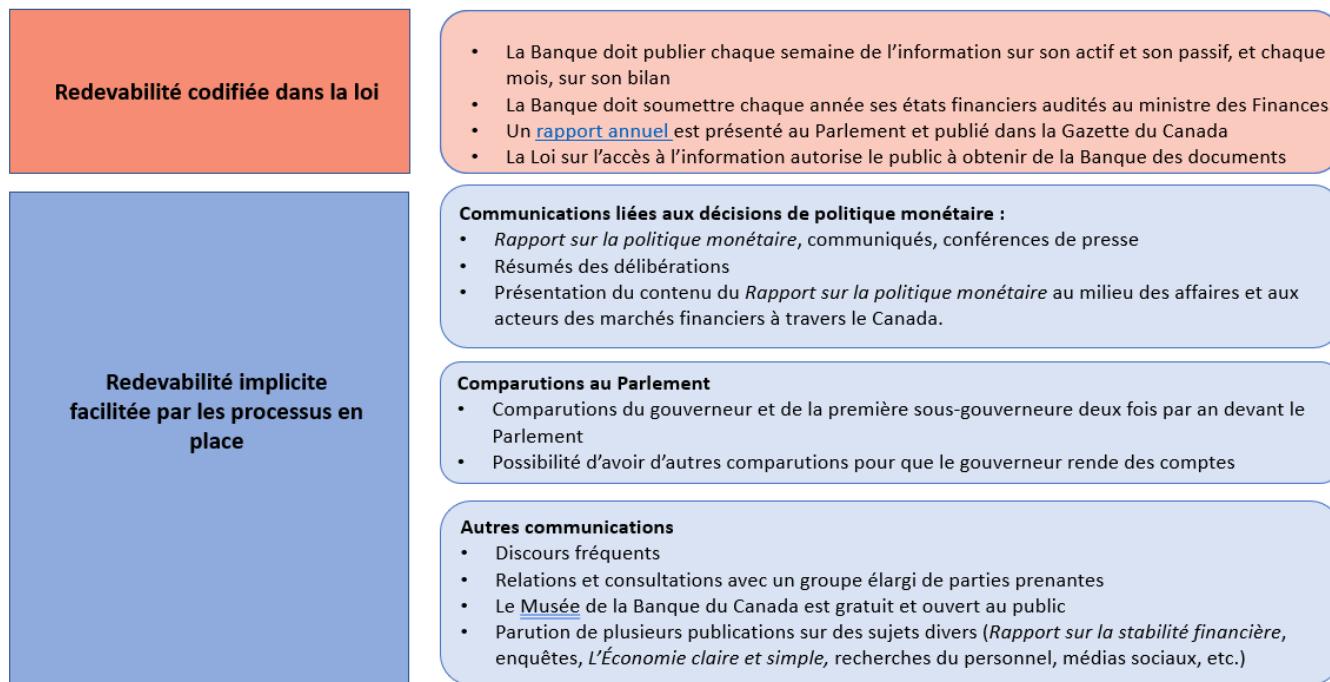 Redevabilité codifiée dans la loi
• La Banque doit publier chaque semaine de l’information sur son actif et son passif, et chaque
mois, sur son bilan
• La Banque doit soumettre chaque année ses états financiers audités au ministre des Finances
• Un rapport annuel est présenté au Parlement et publié dans la Gazette du Canada
• La Loi sur l’accès à l’information autorise le public à obtenir de la Banque des documents
Redevabilité implicite
facilitée par les processus en
place
Communications liées aux décisions de politique monétaire :
• Rapport sur la politique monétaire, communiqués, conférences de presse
• Résumés des délibérations
• Présentation du contenu du Rapport sur la politique monétaire au milieu des affaires et aux
acteurs des marchés financiers à travers le Canada.
Comparutions au Parlement
• Comparutions du gouverneur et de la première sous-gouverneure deux fois par an devant le
Parlement
• Possibilité d’avoir d’autres comparutions pour que le gouverneur rende des comptes
Autres communications
• Discours fréquents
• Relations et consultations avec un groupe élargi de parties prenantes
• Le Musée de la Banque du Canada est gratuit et ouvert au public
• Parution de plusieurs publications sur des sujets divers (Rapport sur la stabilité financière,
enquêtes, L’Économie claire et simple, recherches du personnel, médias sociaux, etc.)